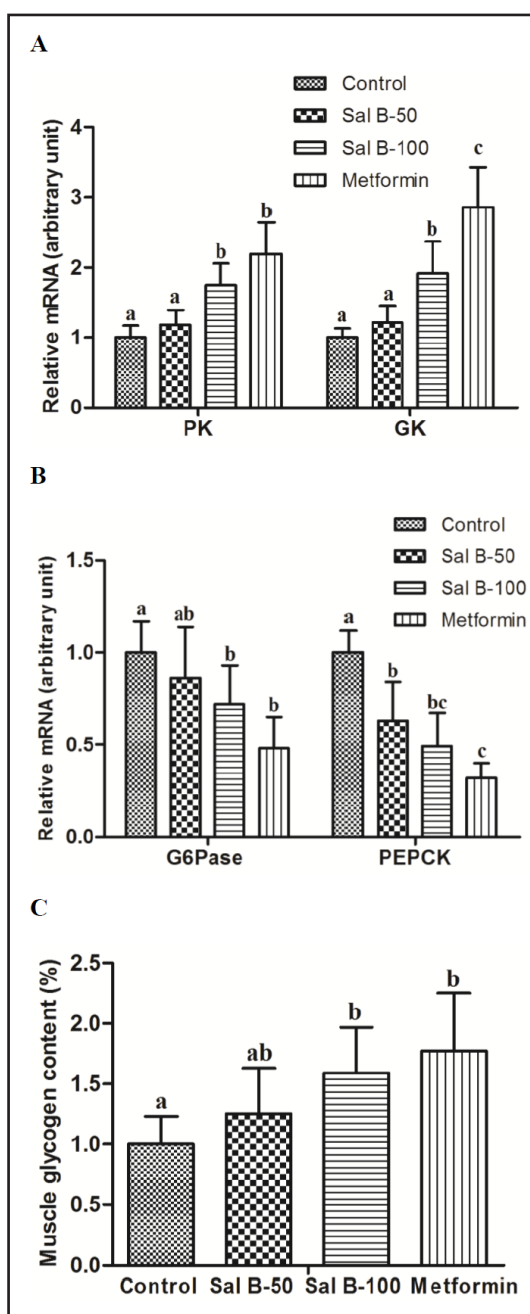 A
Control
Sal B-50
Sal B-100
Metformin
Relative mRNA (arbitrary unit)
4
3
2
1
0
a a b b
a a b c
PK GK
B
Control
Sal B-50
Sal B-100
Metformin
Relative mRNA (arbitrary unit)
1.5
1.0
0.5
0.0
a ab b b
a b bc c
G6Pase PEPCK
C
Muscle glycogen content (%)
2.5
2.0
1.5
1.0
0.5
0.0
a ab b b
Control Sal B-50 Sal B-100 Metformin